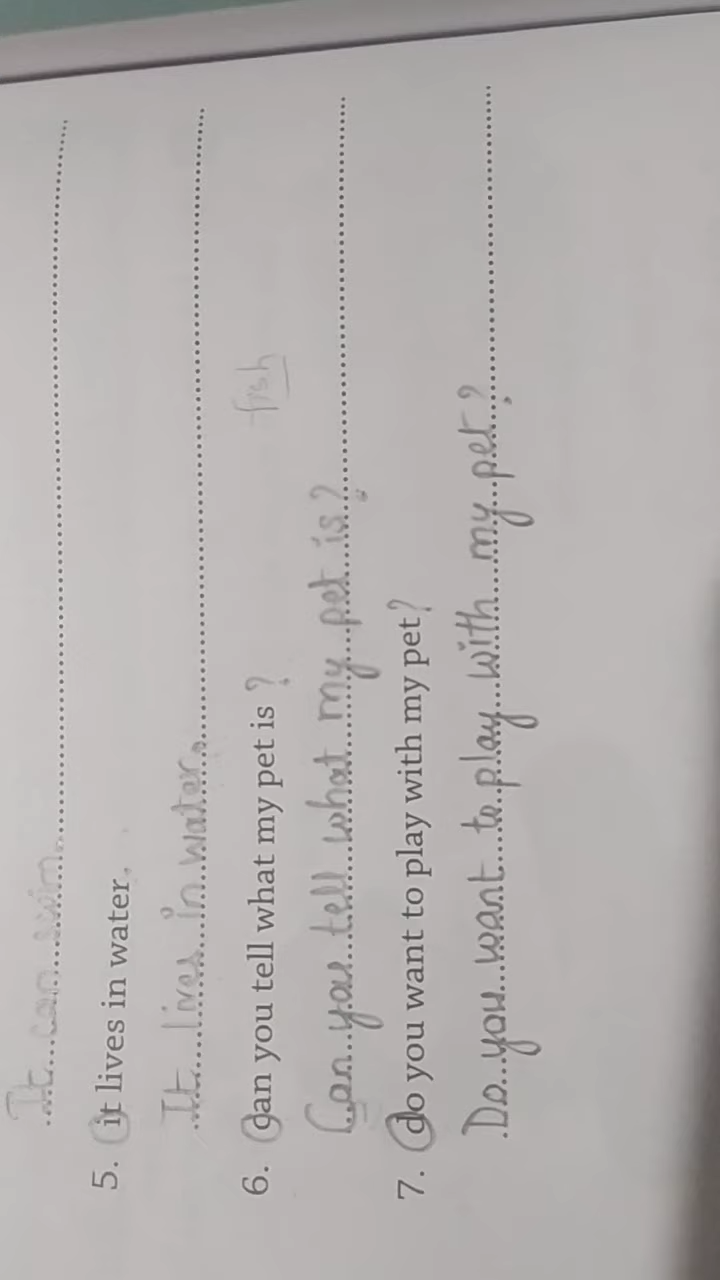 It can swim.
5. it lives in water.
It lives in water.
6. can you tell what my pet is ?
fish
Can you tell what my pet is ?
7. do you want to play with my pet?
Do you want to play with my pet ?